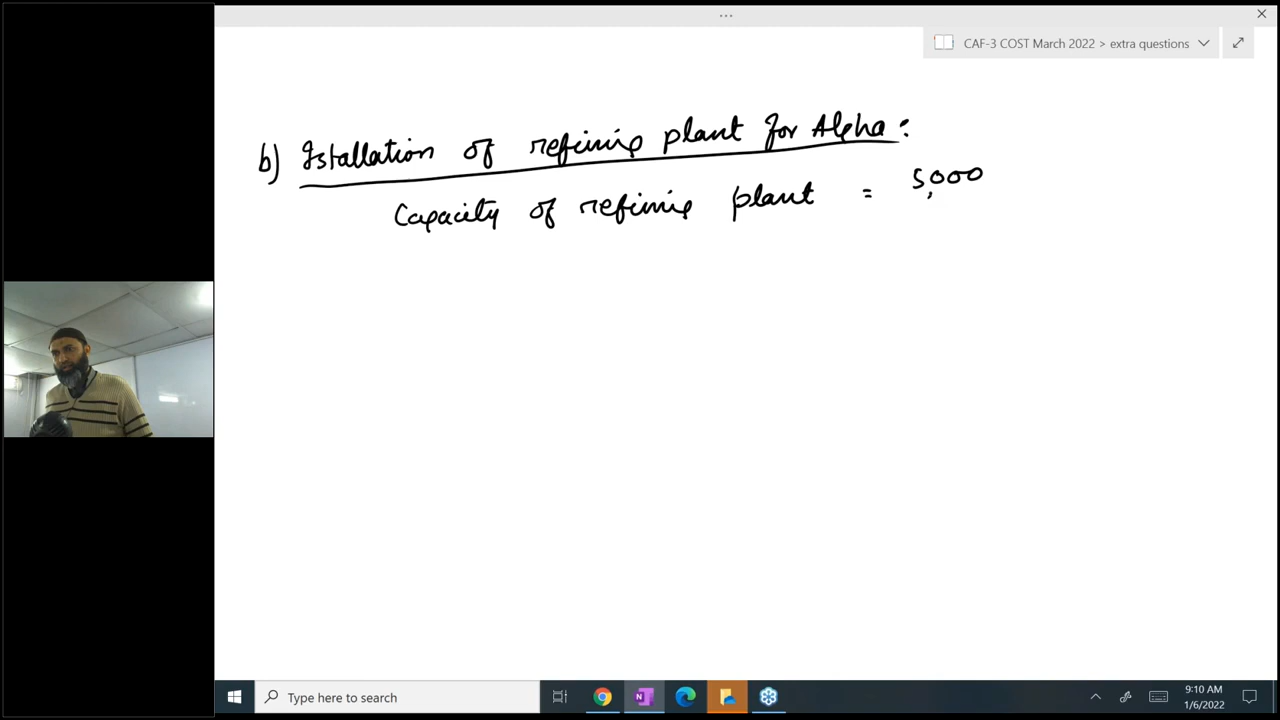 CAF-3 COST March 2022 > extra questions
b) Installation of refining plant for Alpha:
Capacity of refining plant = 5,000
Type here to search
9:10 AM
1/6/2022